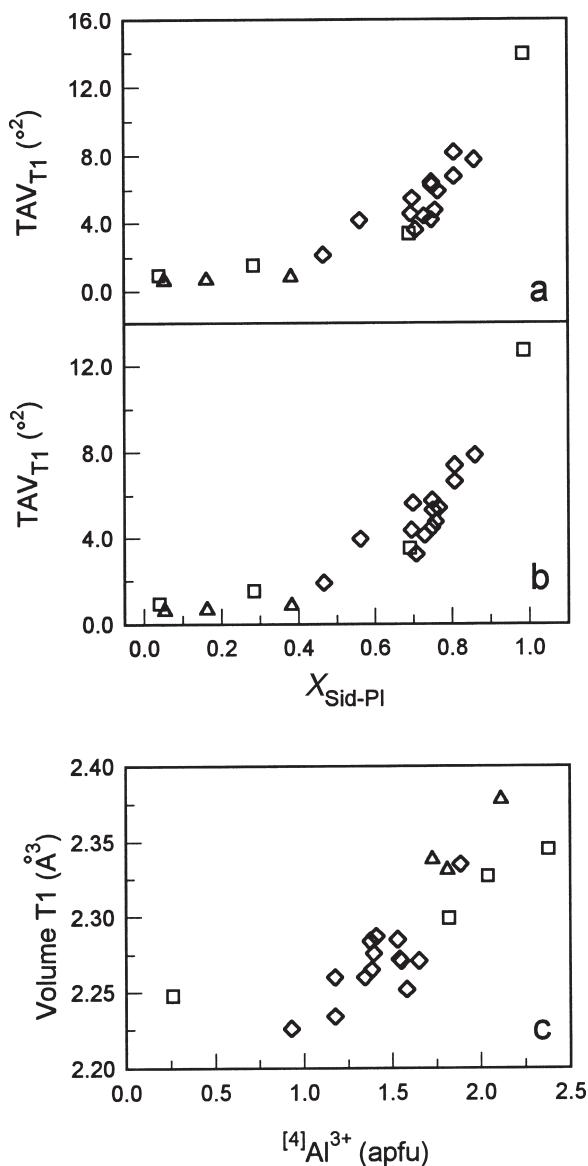 16.0
12.0
8.0
4.0
0.0
TAV_T1 (°²)
a
12.0
8.0
4.0
0.0
TAV_T1 (°²)
b
0.0 0.2 0.4 0.6 0.8 1.0
X_Sid-Pl
2.40
2.35
2.30
2.25
2.20
Volume T1 (Å³)
c
0.0 0.5 1.0 1.5 2.0 2.5
[4]Al³⁺ (apfu)